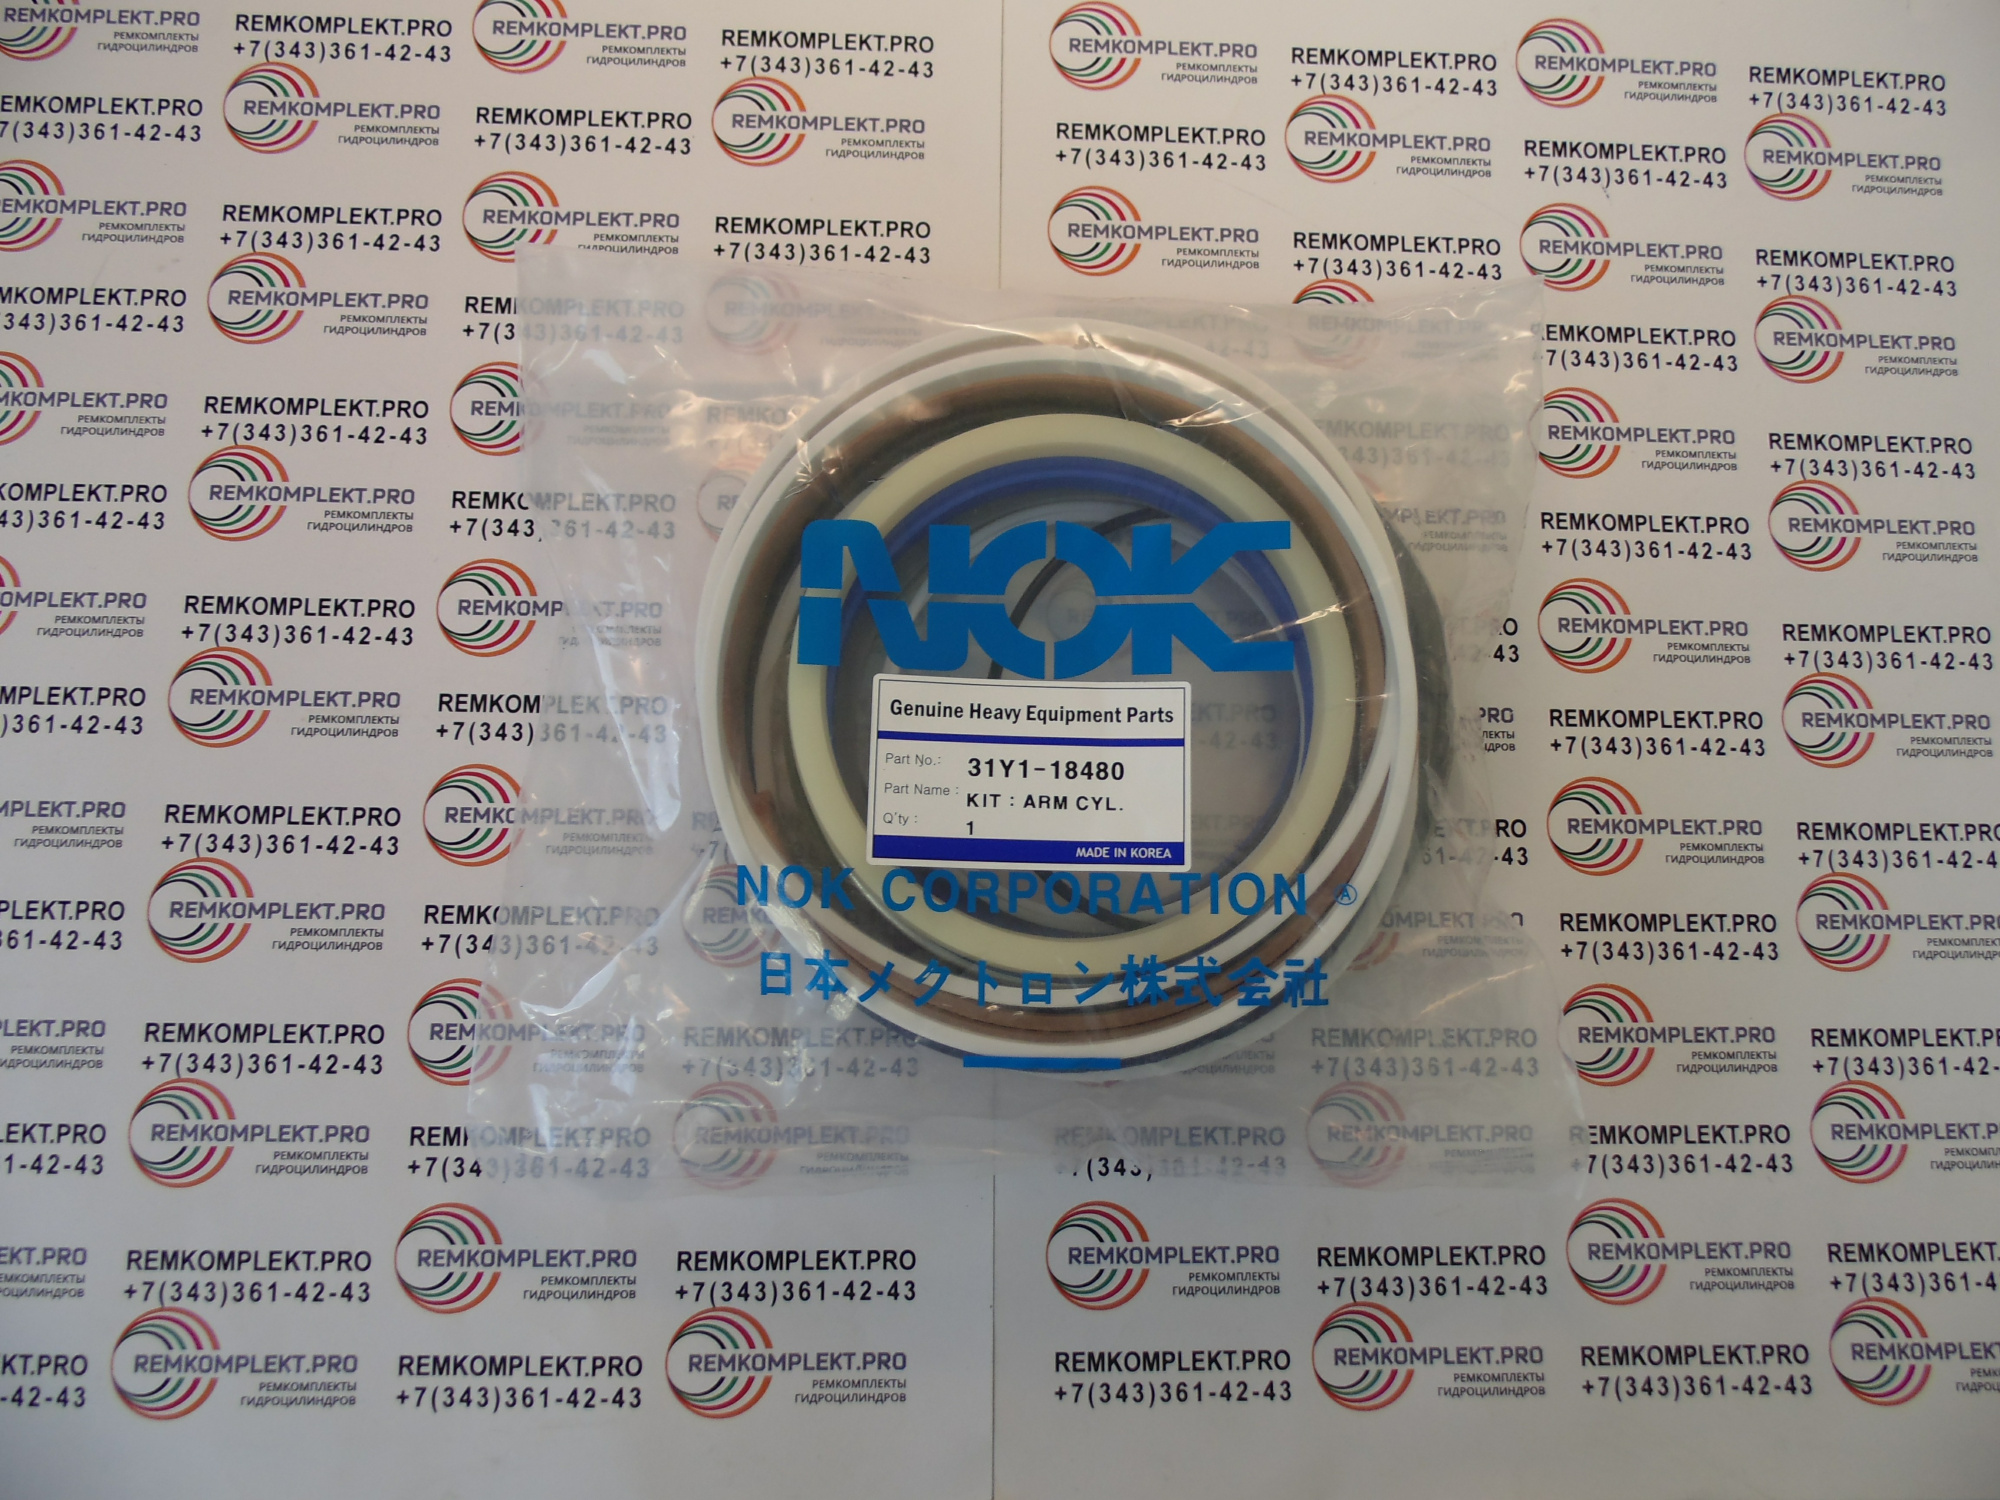 REMKOMPLEKT.PRO
РЕМКОМПЛЕКТЫ
ГИДРОЦИЛИНДРОВ
REMKOMPLEKT.PRO
+7(343)361-42-43
NOK
Genuine Heavy Equipment Parts
Part No.: 31Y1-18480
Part Name : KIT : ARM CYL.
Q'ty : 1
MADE IN KOREA
NOK CORPORATION
日本メクトロン株式会社